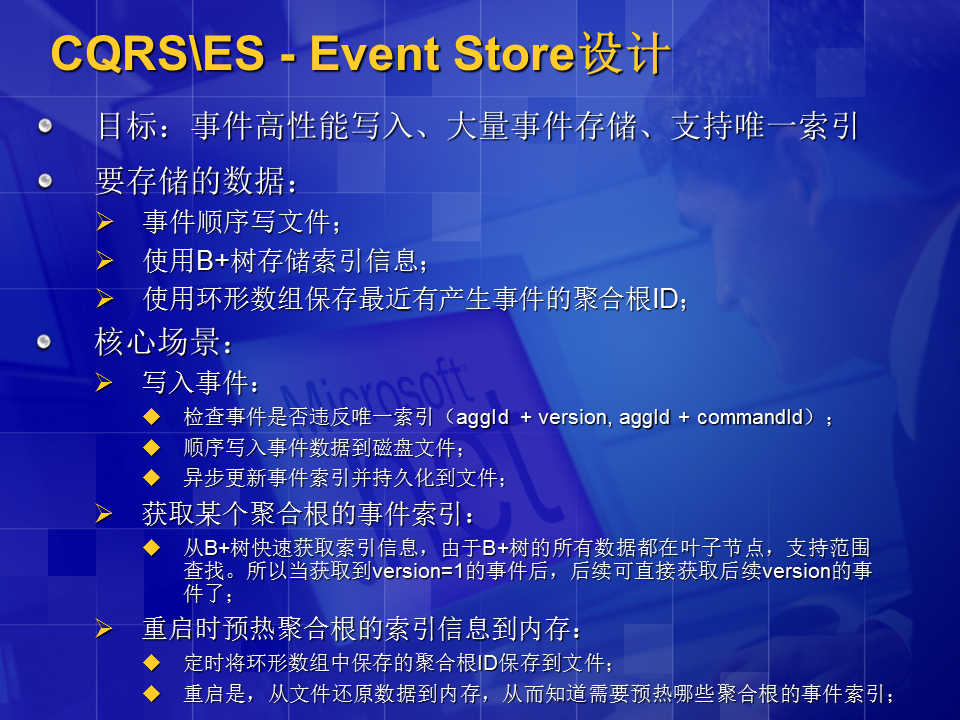 CQRS\ES - Event Store设计
目标：事件高性能写入、大量事件存储、支持唯一索引
要存储的数据：
事件顺序写文件；
使用B+树存储索引信息；
使用环形数组保存最近有产生事件的聚合根ID；
核心场景：
写入事件：
检查事件是否违反唯一索引（aggId + version, aggId + commandId）；
顺序写入事件数据到磁盘文件；
异步更新事件索引并持久化到文件；
获取某个聚合根的事件索引：
从B+树快速获取索引信息，由于B+树的所有数据都在叶子节点，支持范围
查找。所以当获取到version=1的事件后，后续可直接获取后续version的事
件了；
重启时预热聚合根的索引信息到内存：
定时将环形数组中保存的聚合根ID保存到文件；
重启是，从文件还原数据到内存，从而知道需要预热哪些聚合根的事件索引；
Microsoft
net